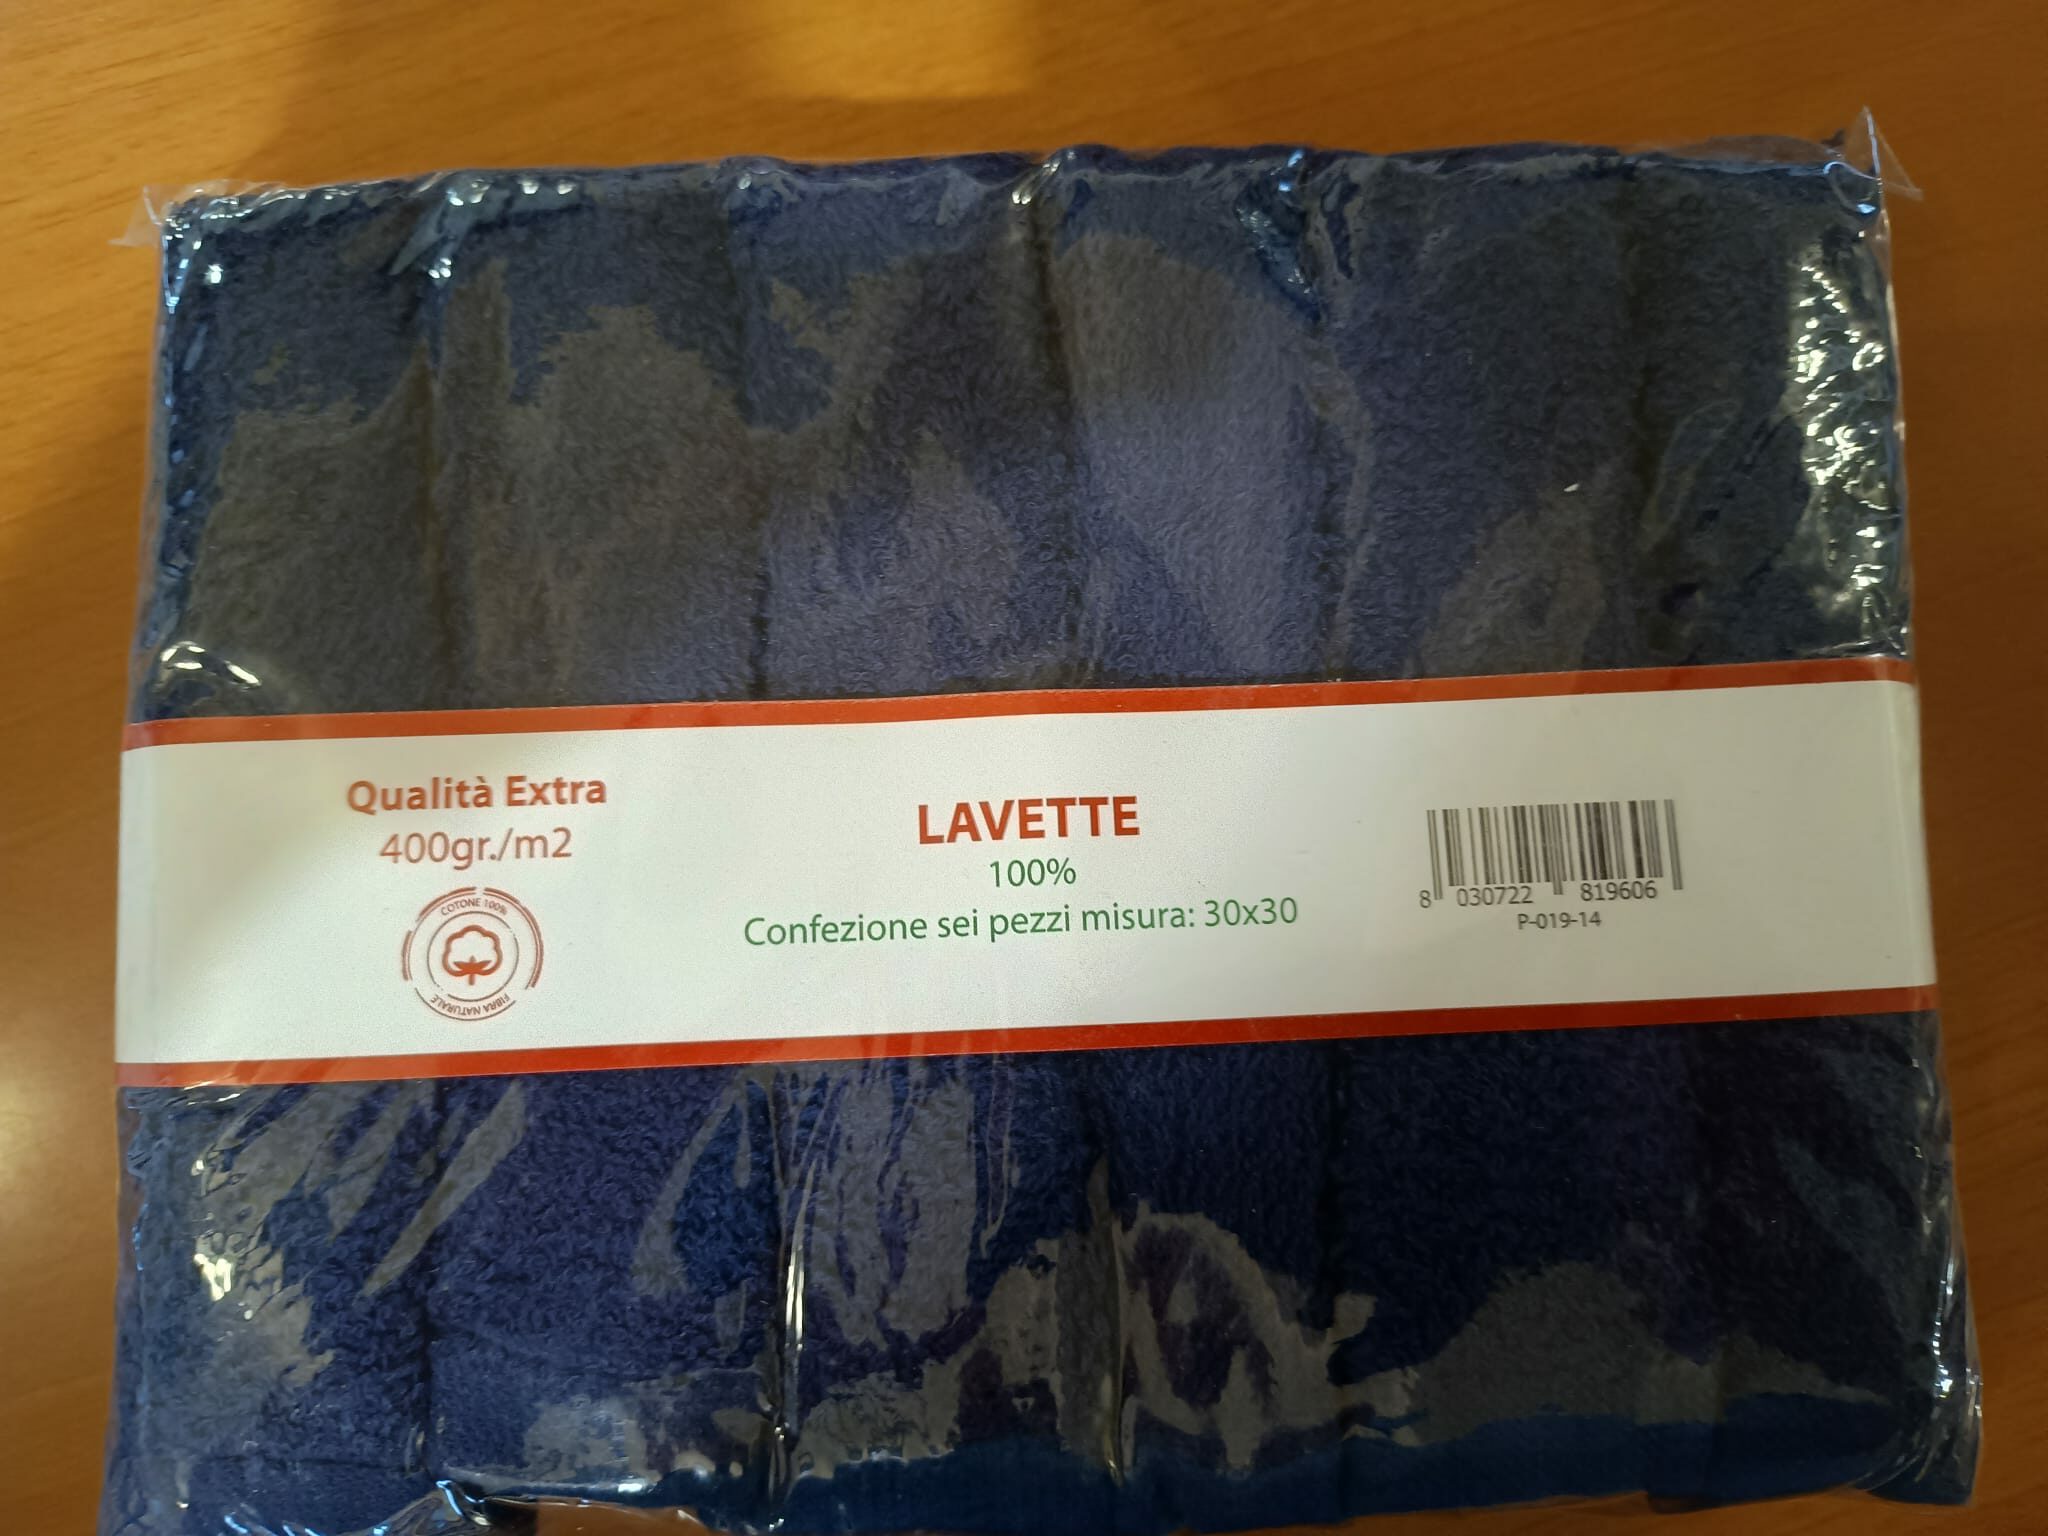 Qualità Extra
400gr./m2
COTONE 100%
FIBRA NATURALE
LAVETTE
100%
Confezione sei pezzi misura: 30x30
8 030722 819606
P-019-14